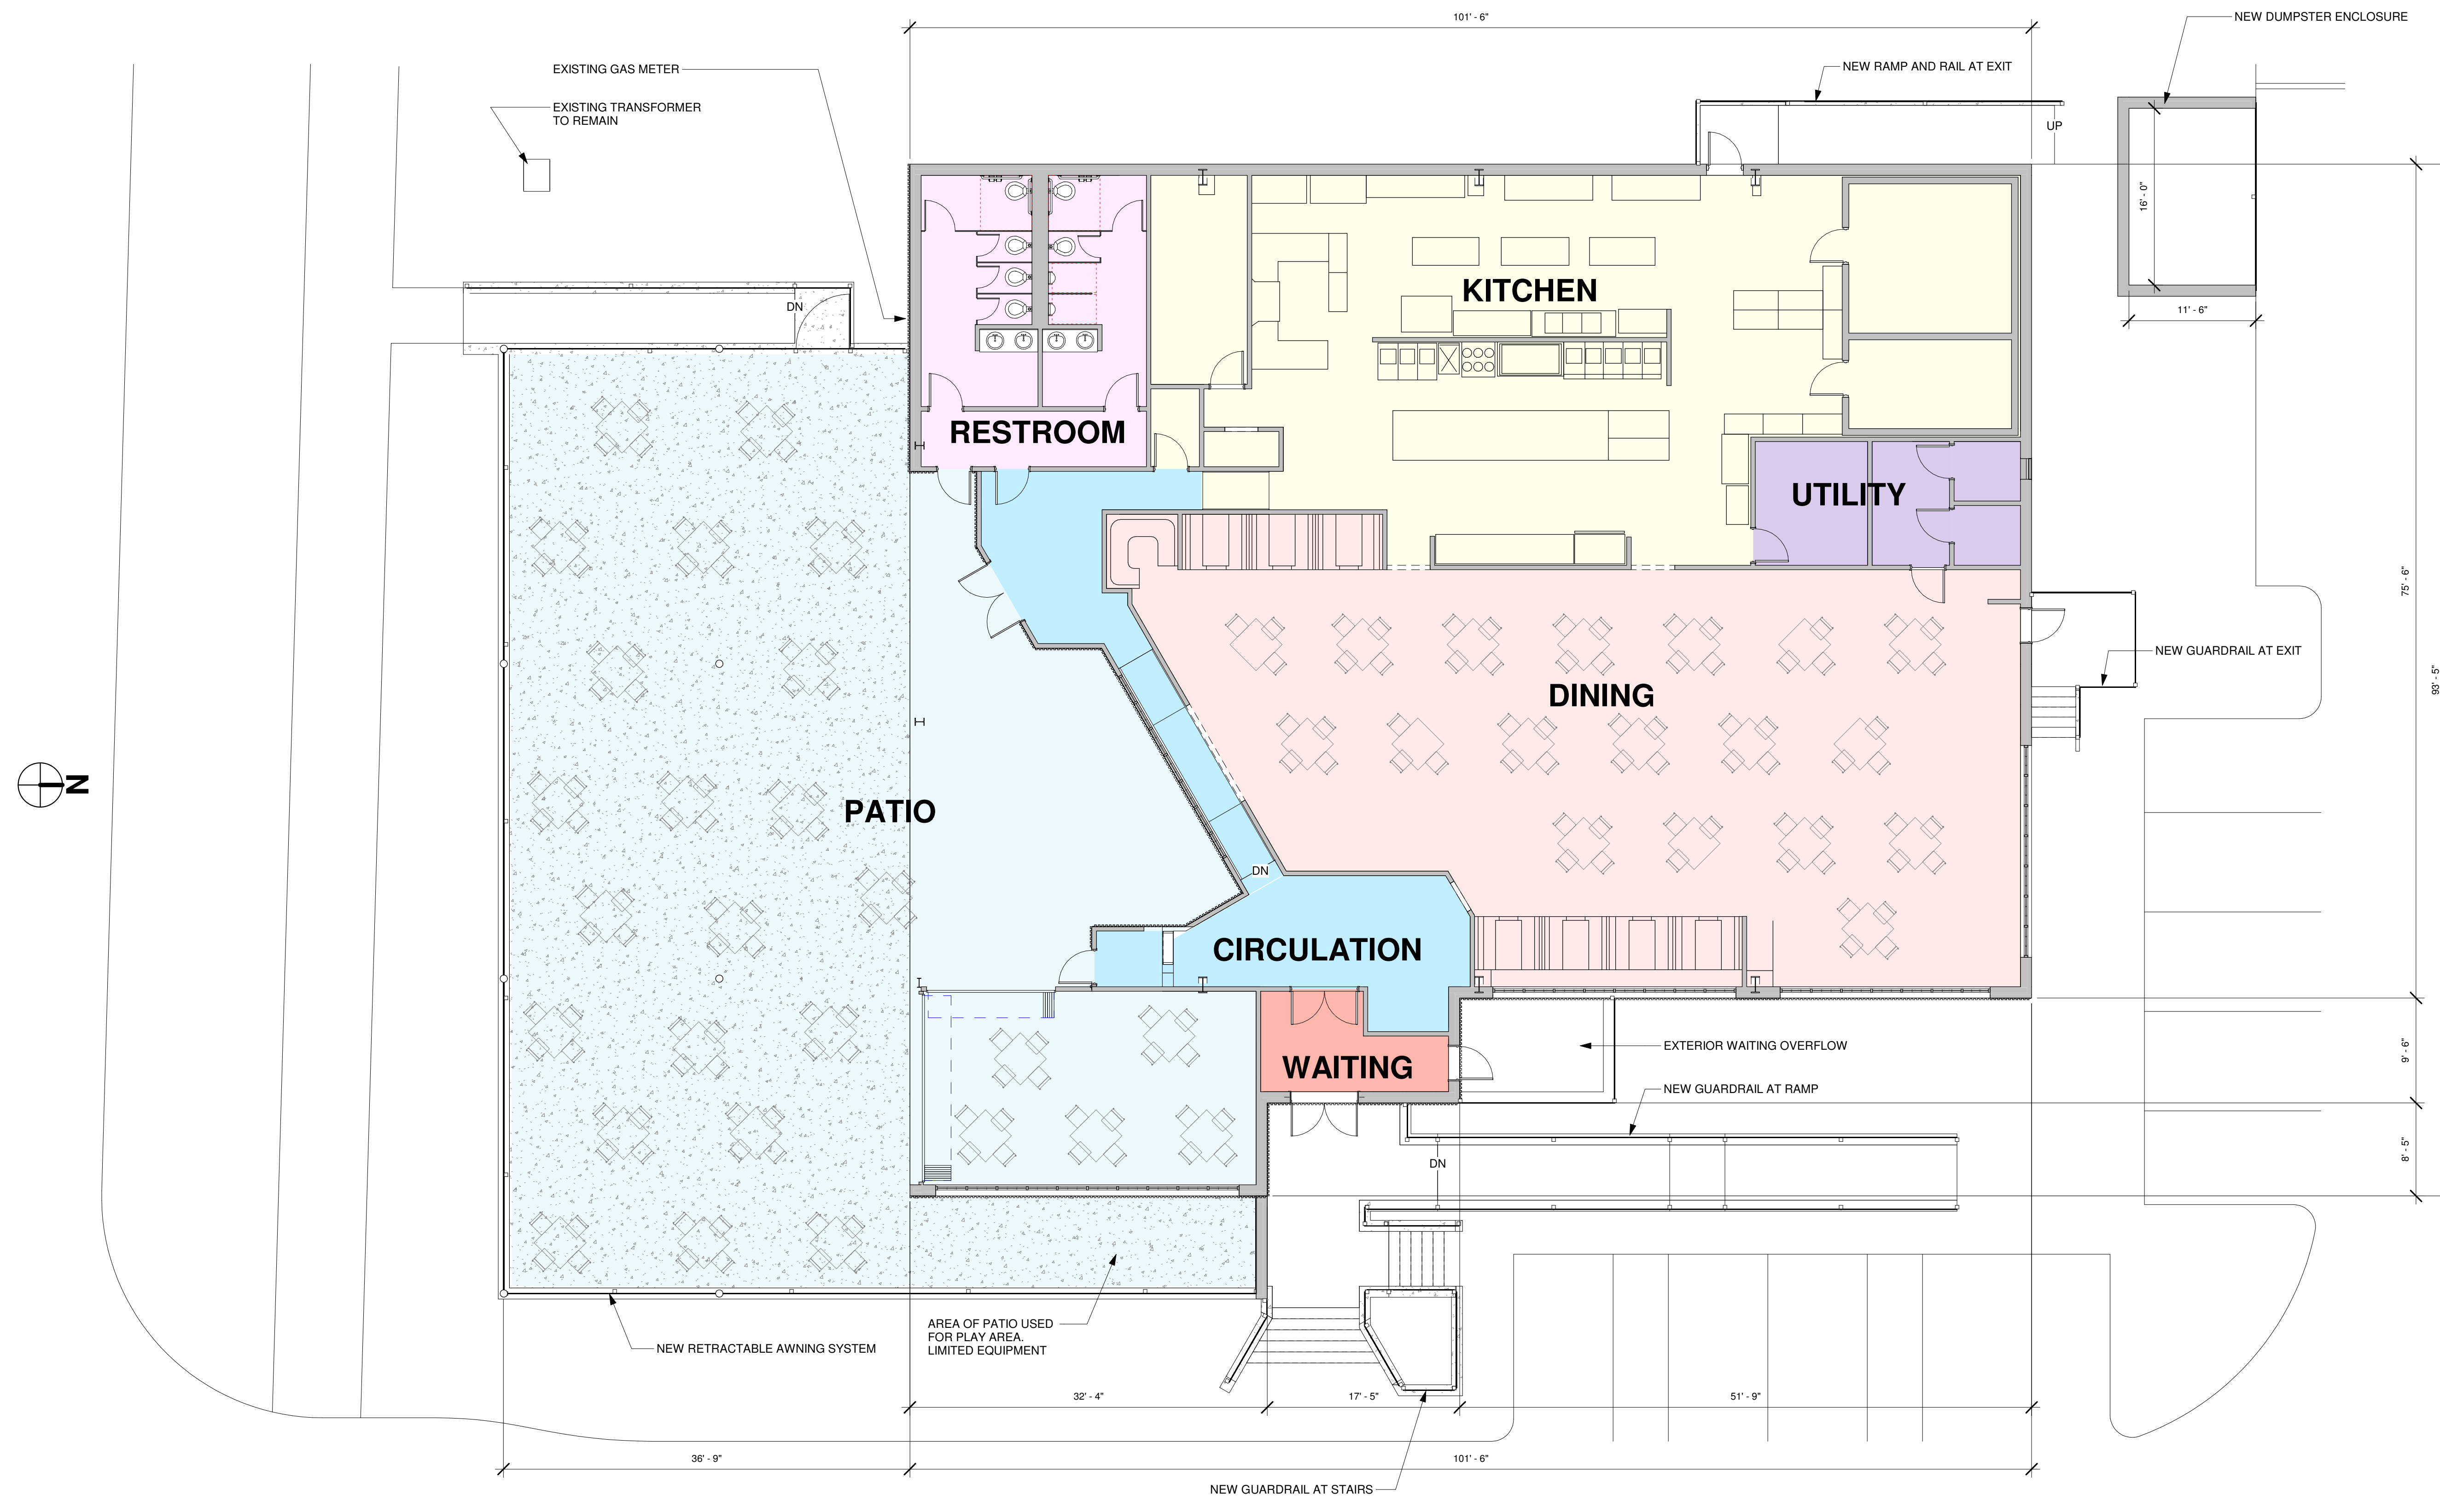 101' - 6"
NEW DUMPSTER ENCLOSURE
EXISTING GAS METER
NEW RAMP AND RAIL AT EXIT
EXISTING TRANSFORMER
TO REMAIN
UP
16' - 0"
DN
KITCHEN
11' - 6"
RESTROOM
UTILITY
75' - 6"
NEW GUARDRAIL AT EXIT
93' - 5"
DINING
N
PATIO
DN
CIRCULATION
EXTERIOR WAITING OVERFLOW
9' - 6"
WAITING
NEW GUARDRAIL AT RAMP
8' - 5"
DN
AREA OF PATIO USED
FOR PLAY AREA.
LIMITED EQUIPMENT
NEW RETRACTABLE AWNING SYSTEM
32' - 4"
17' - 5"
51' - 9"
36' - 9"
101' - 6"
NEW GUARDRAIL AT STAIRS